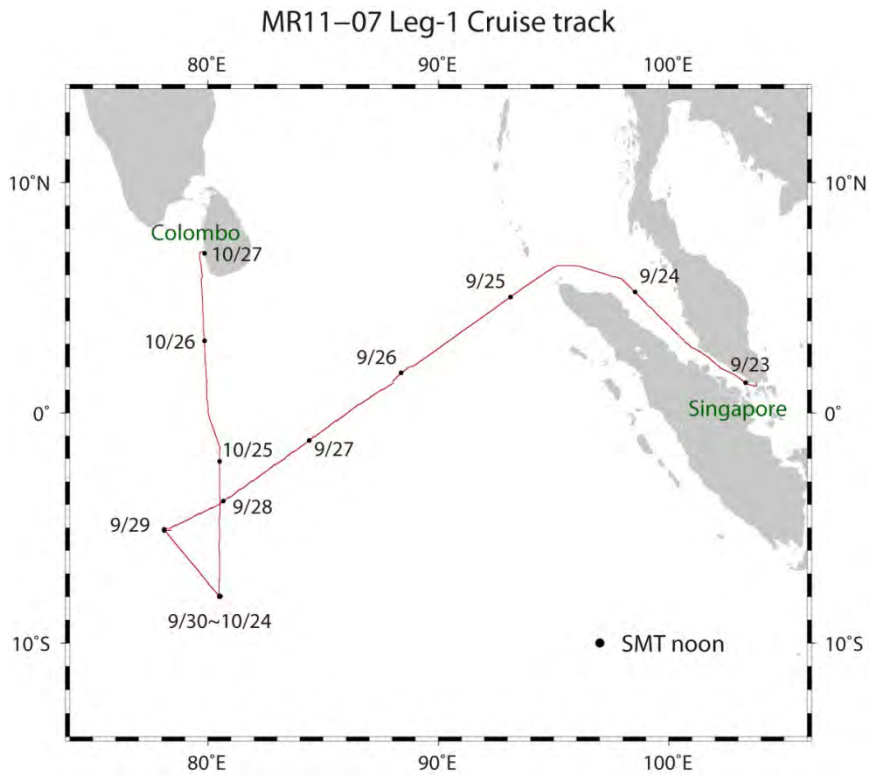 MR11−07 Leg-1 Cruise track
80˚E 90˚E 100˚E
10˚N 10˚N
Colombo
10/27
9/25
9/24
10/26
9/26
9/23
0˚ 0˚
Singapore
10/25
9/27
9/28
9/29
9/30~10/24
SMT noon
10˚S 10˚S
80˚E 90˚E 100˚E